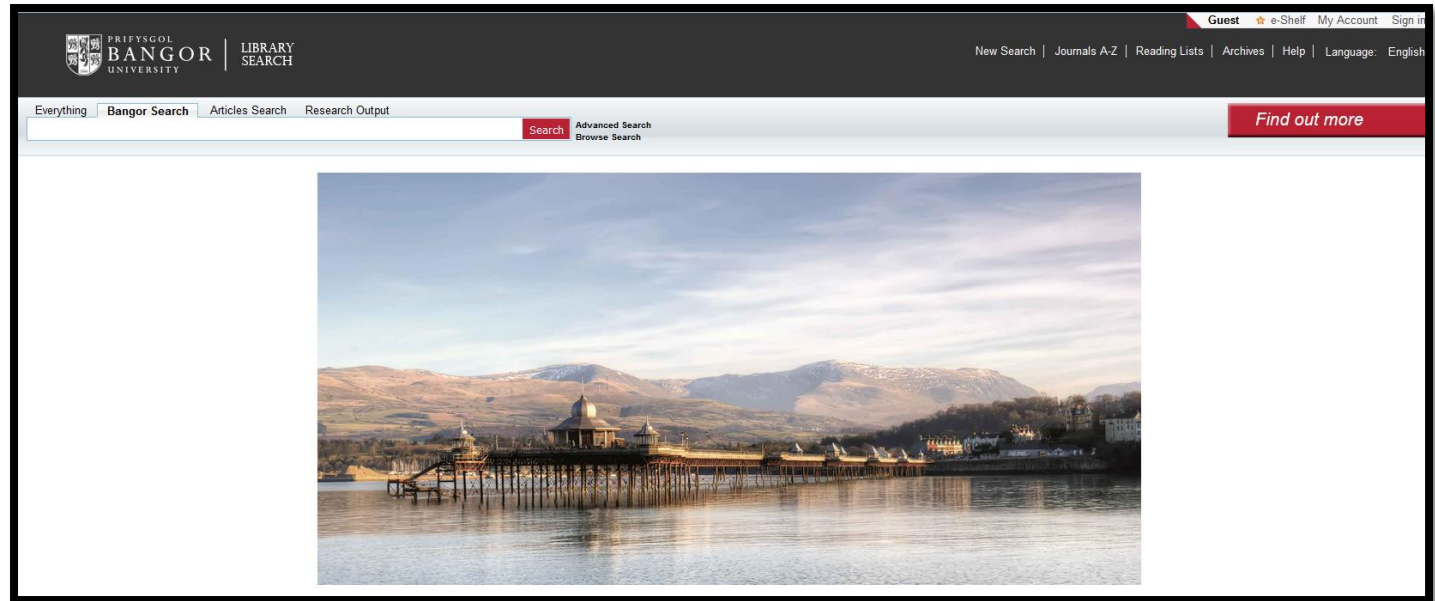 Guest e-Shelf My Account Sign in
PRIFYSGOL
BANGOR
UNIVERSITY
LIBRARY
SEARCH
New Search | Journals A-Z | Reading Lists | Archives | Help | Language: English
Everything Bangor Search Articles Search Research Output
Search
Advanced Search
Browse Search
Find out more